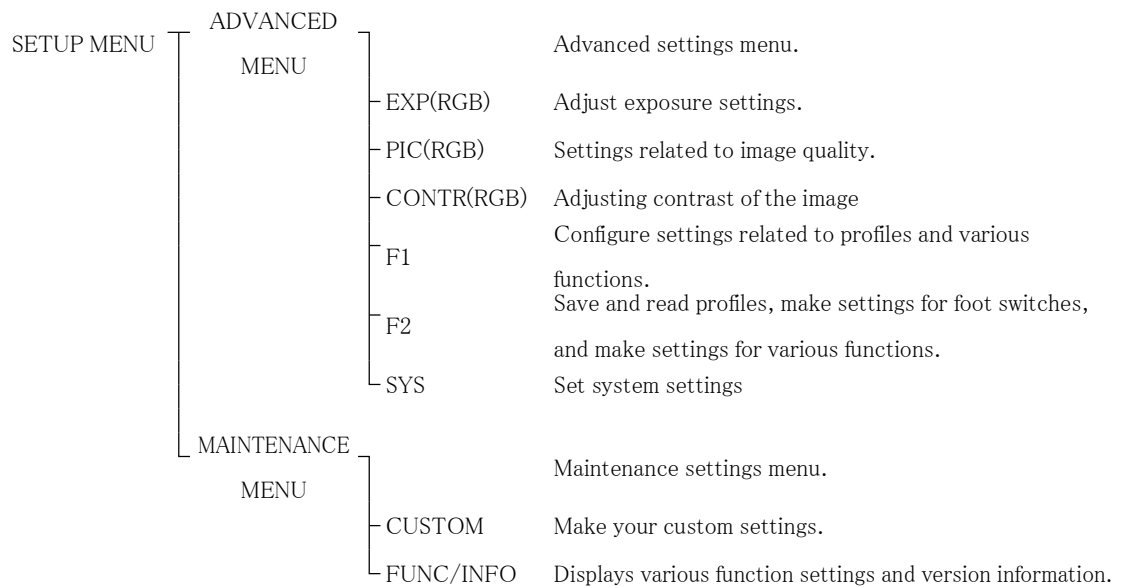 SETUP MENU
ADVANCED
MENU
Advanced settings menu.
EXP(RGB) Adjust exposure settings.
PIC(RGB) Settings related to image quality.
CONTR(RGB) Adjusting contrast of the image
F1
Configure settings related to profiles and various
functions.
F2
Save and read profiles, make settings for foot switches,
and make settings for various functions.
SYS Set system settings
MAINTENANCE
MENU
Maintenance settings menu.
CUSTOM Make your custom settings.
FUNC/INFO Displays various function settings and version information.